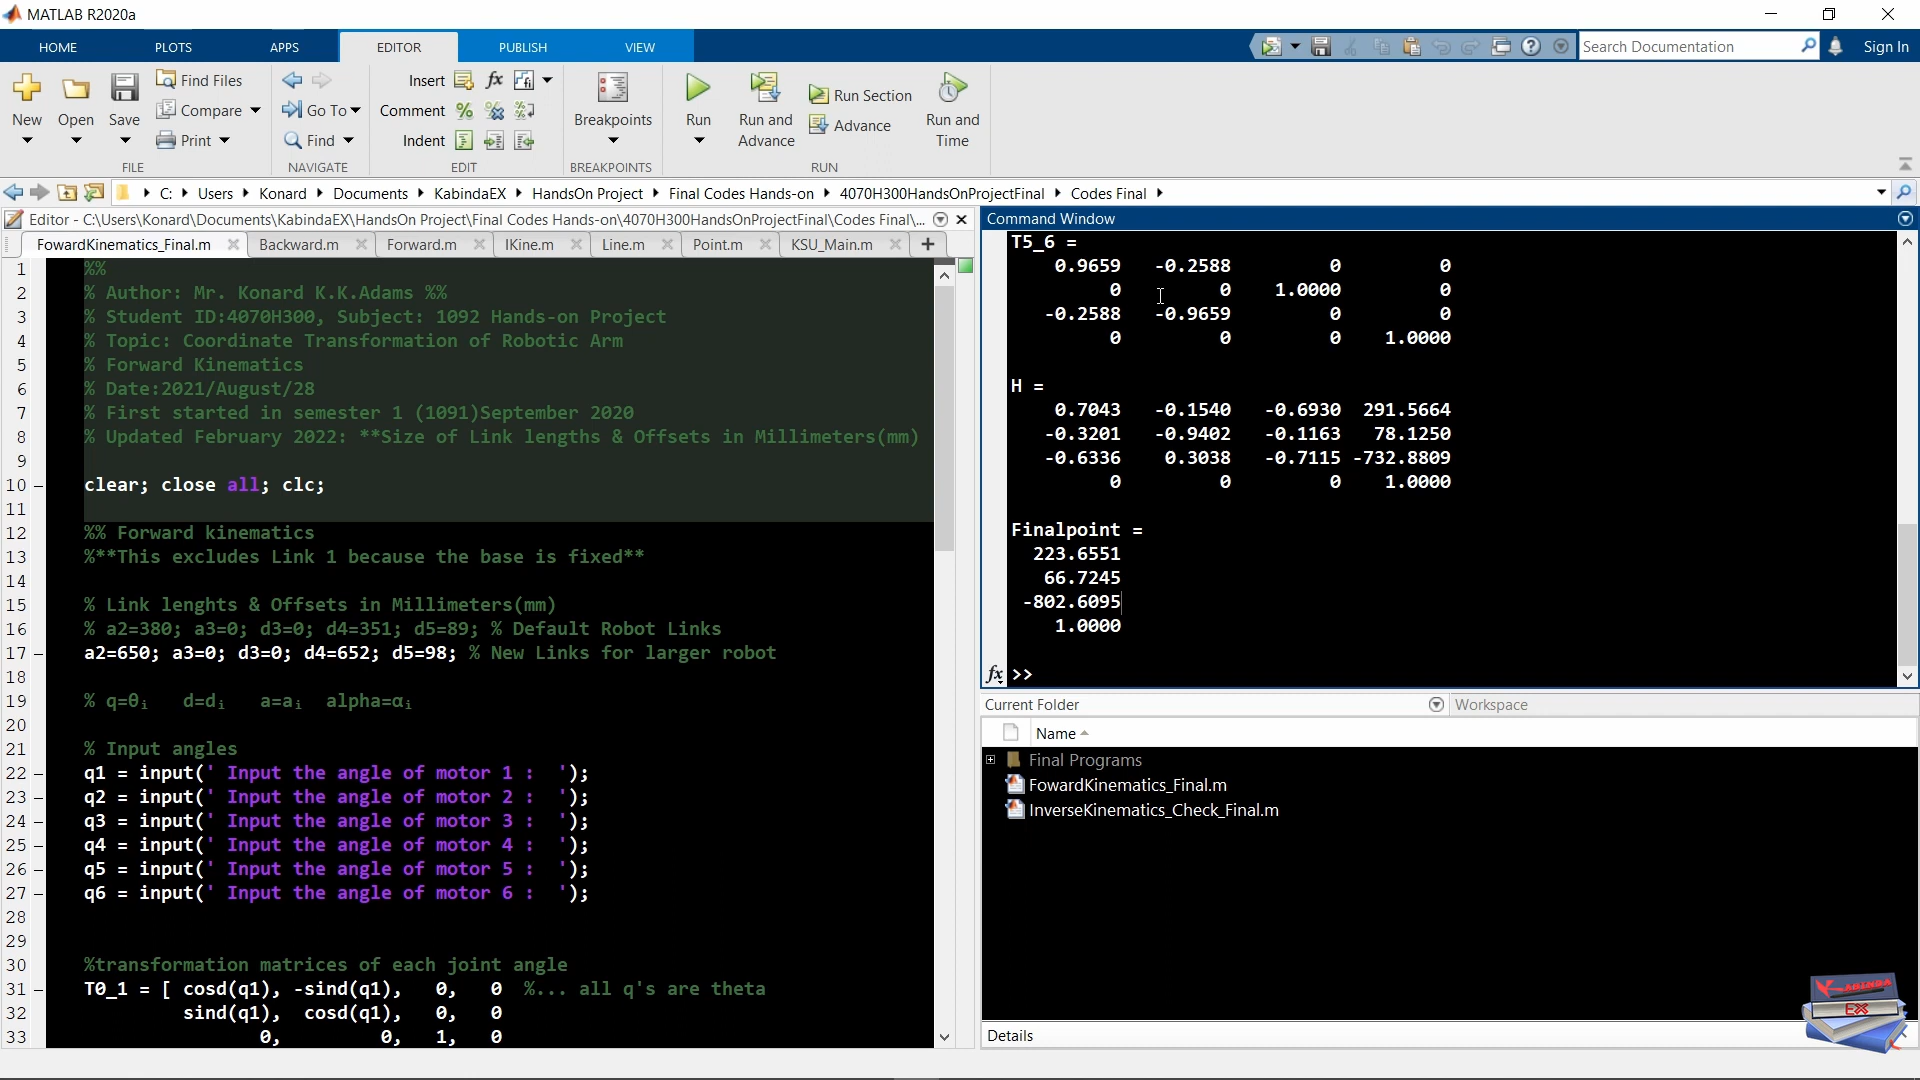 MATLAB R2020a
HOME PLOTS APPS EDITOR PUBLISH VIEW
Search Documentation
Sign In
New
Open
Save
Find Files
Compare
Print
FILE
Go To
Find
NAVIGATE
Insert
Comment
Indent
EDIT
Breakpoints
BREAKPOINTS
Run
Run and Advance
Run Section
Advance
Run and Time
RUN
C: Users Konard Documents KabindaEX HandsOn Project Final Codes Hands-on 4070H300HandsOnProjectFinal Codes Final
Editor - C:\Users\Konard\Documents\KabindaEX\HandsOn Project\Final Codes Hands-on\4070H300HandsOnProjectFinal\Codes Final\...
FowardKinematics_Final.m Backward.m Forward.m IKine.m Line.m Point.m KSU_Main.m
1 %%
2 % Author: Mr. Konard K.K.Adams %%
3 % Student ID:4070H300, Subject: 1092 Hands-on Project
4 % Topic: Coordinate Transformation of Robotic Arm
5 % Forward Kinematics
6 % Date:2021/August/28
7 % First started in semester 1 (1091)September 2020
8 % Updated February 2022: **Size of Link lengths & Offsets in Millimeters(mm)
9
10 clear; close all; clc;
11
12 %% Forward kinematics
13 %**This excludes Link 1 because the base is fixed**
14
15 % Link lenghts & Offsets in Millimeters(mm)
16 % a2=380; a3=0; d3=0; d4=351; d5=89; % Default Robot Links
17 a2=650; a3=0; d3=0; d4=652; d5=98; % New Links for larger robot
18
19 % q=θᵢ d=dᵢ a=aᵢ alpha=αᵢ
20
21 % Input angles
22 q1 = input(' Input the angle of motor 1 : ');
23 q2 = input(' Input the angle of motor 2 : ');
24 q3 = input(' Input the angle of motor 3 : ');
25 q4 = input(' Input the angle of motor 4 : ');
26 q5 = input(' Input the angle of motor 5 : ');
27 q6 = input(' Input the angle of motor 6 : ');
28
29
30 %transformation matrices of each joint angle
31 T0_1 = [ cosd(q1), -sind(q1), 0, 0 %... all q's are theta
32 sind(q1), cosd(q1), 0, 0
33 0, 0, 1, 0
Command Window
T5_6 =
0.9659 -0.2588 0 0
0 0 1.0000 0
-0.2588 -0.9659 0 0
0 0 0 1.0000
H =
0.7043 -0.1540 -0.6930 291.5664
-0.3201 -0.9402 -0.1163 78.1250
-0.6336 0.3038 -0.7115 -732.8809
0 0 0 1.0000
Finalpoint =
223.6551
66.7245
-802.6095
1.0000
fx >>
Current Folder
Workspace
Name
Final Programs
FowardKinematics_Final.m
InverseKinematics_Check_Final.m
Details
KABINDA
EX